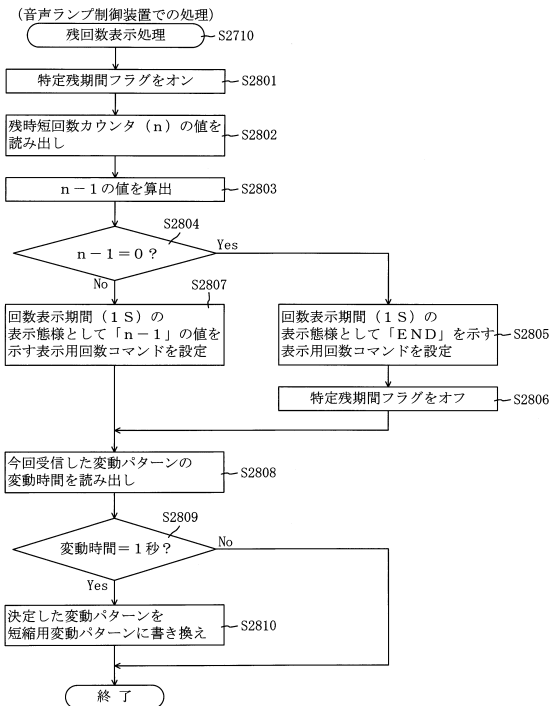 （音声ランプ制御装置での処理）
残回数表示処理
S2710
特定残期間フラグをオン
S2801
残時短回数カウンタ（ｎ）の値を
読み出し
S2802
ｎ－１の値を算出
S2803
S2804
ｎ－１＝０？
Yes
No
S2807
回数表示期間（１Ｓ）の
表示態様として「ｎ－１」の値を
示す表示用回数コマンドを設定
回数表示期間（１Ｓ）の
表示態様として「ＥＮＤ」を示す
表示用回数コマンドを設定
S2805
特定残期間フラグをオフ
S2806
今回受信した変動パターンの
変動時間を読み出し
S2808
S2809
変動時間＝１秒？
No
Yes
決定した変動パターンを
短縮用変動パターンに書き換え
S2810
終了